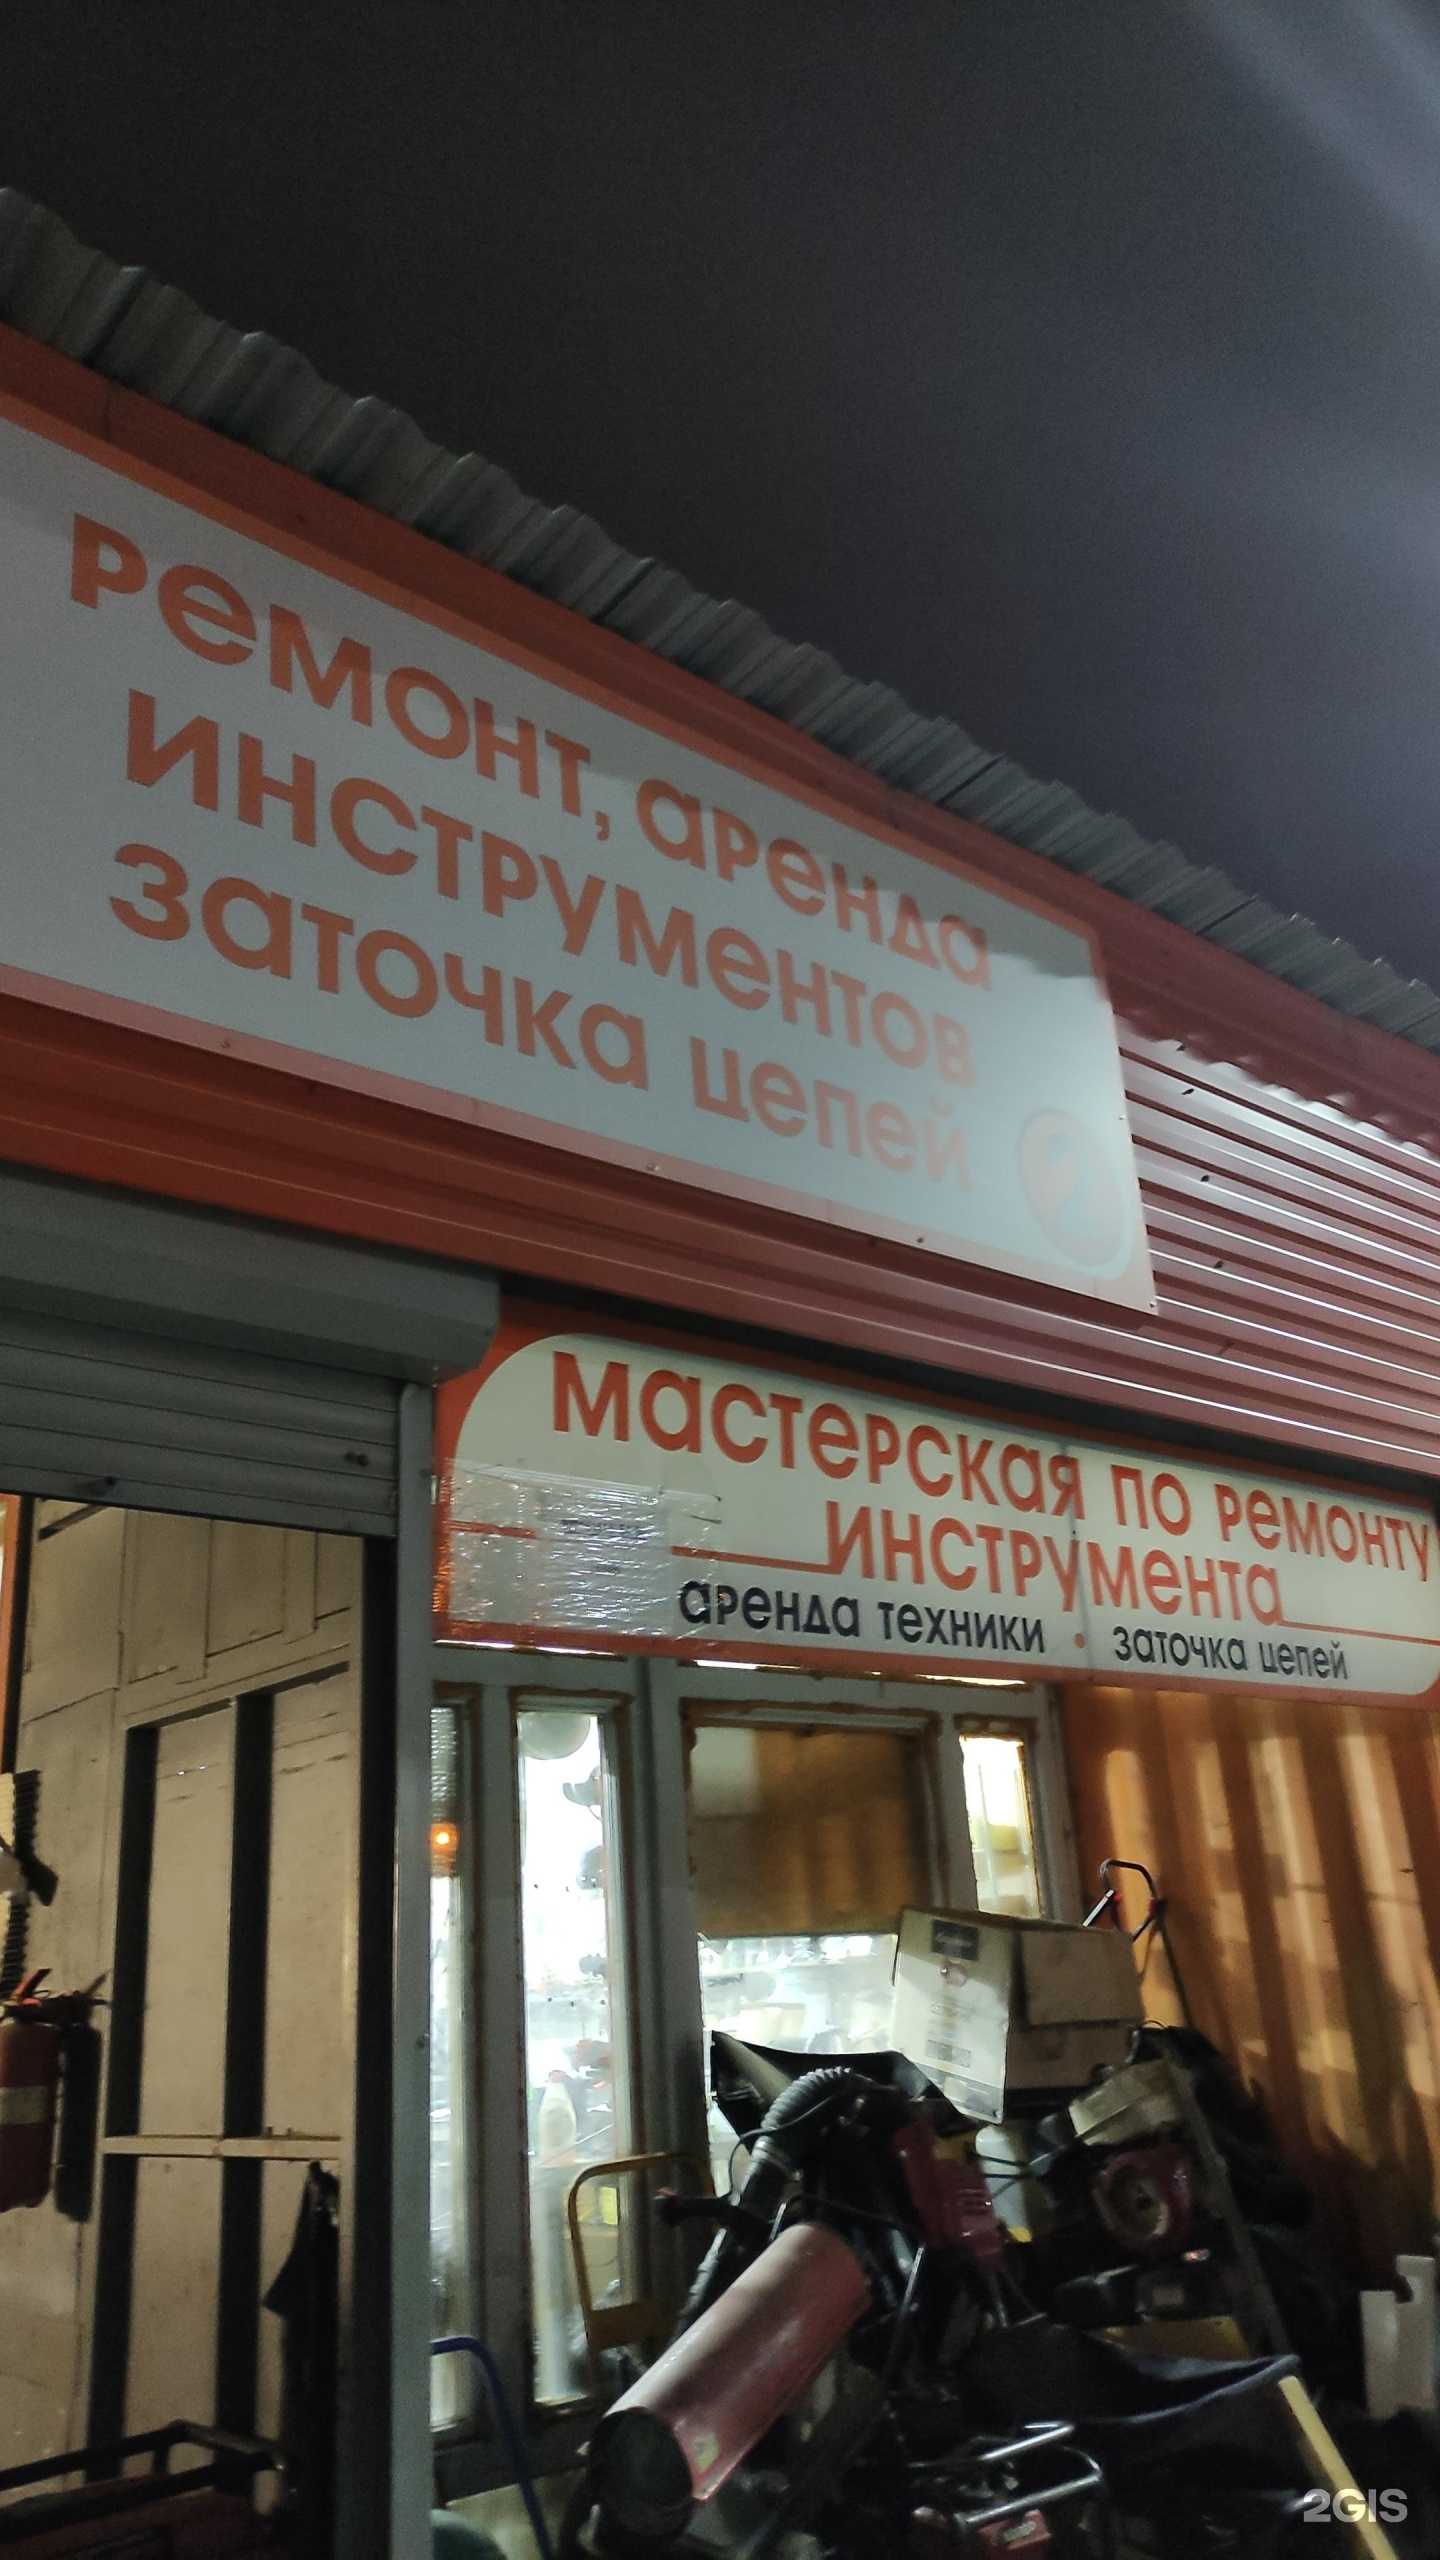 Ремонт, аренда
инструментов
заточка цепей
Мастерская по ремонту
инструмента
аренда техники • заточка цепей
2GIS